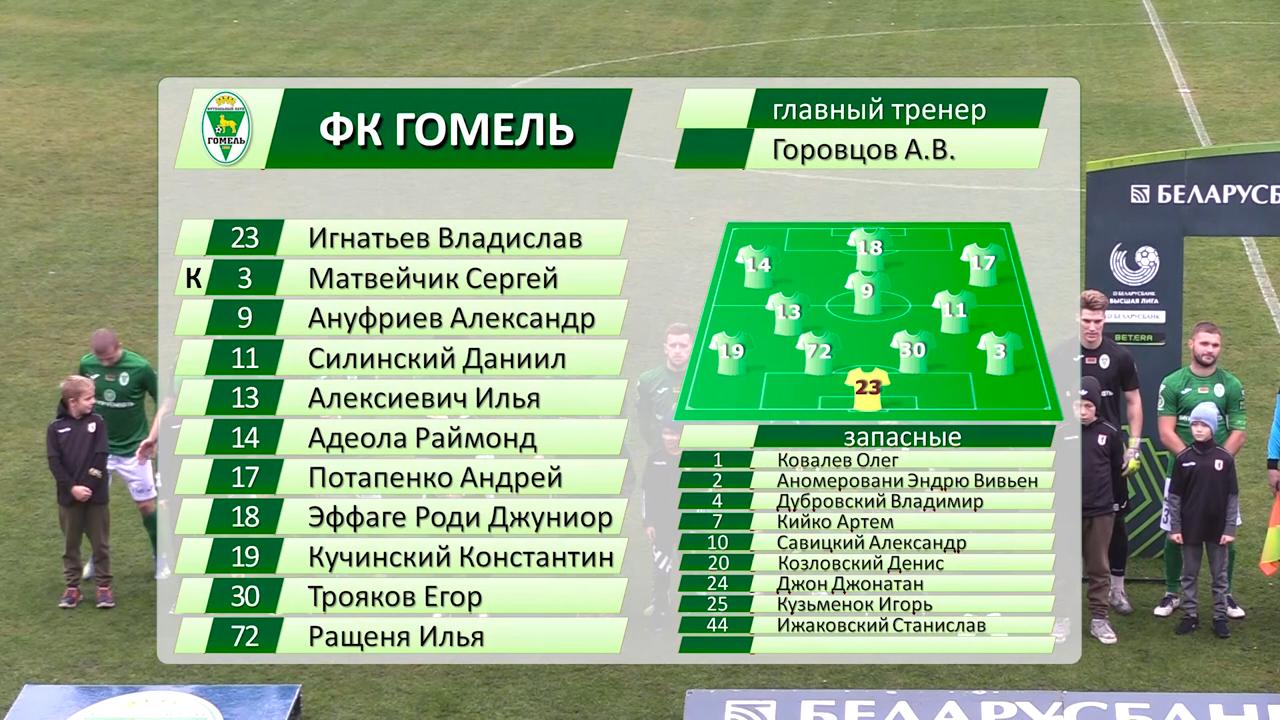 ФК ГОМЕЛЬ
ГОМЕЛЬ
главный тренер
Горовцов А.В.
23 Игнатьев Владислав
К 3 Матвейчик Сергей
9 Ануфриев Александр
11 Силинский Даниил
13 Алексиевич Илья
14 Адеола Раймонд
17 Потапенко Андрей
18 Эффаге Роди Джуниор
19 Кучинский Константин
30 Трояков Егор
72 Ращеня Илья
18
14
17
9
13
11
19
72
30
3
23
запасные
1 Ковалев Олег
2 Аномеровани Эндрю Вивьен
4 Дубровский Владимир
7 Кийко Артем
10 Савицкий Александр
20 Козловский Денис
24 Джон Джонатан
25 Кузьменок Игорь
44 Ижаковский Станислав
БЕЛАРУСБ
БЕЛАРУСБАНК
ВЫСШАЯ ЛИГА
БЕЛАРУСБАНК
BETERA
БЕЛАРУСБАНК